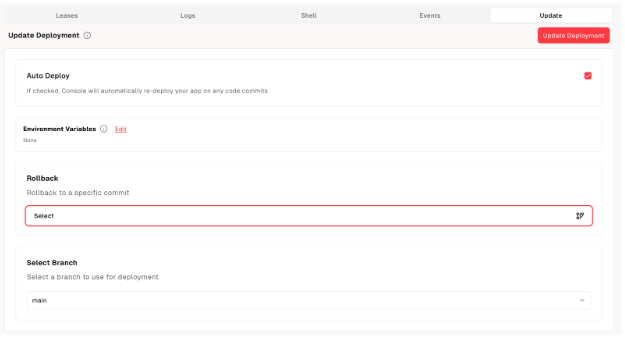 Leases
Logs
Shell
Events
Update
Update Deployment
Update Deployment
Auto Deploy
If checked, Console will automatically re-deploy your app on any code commits
Environment Variables Edit
None
Rollback
Rollback to a specific commit
Select
Select Branch
Select a branch to use for deployment
main